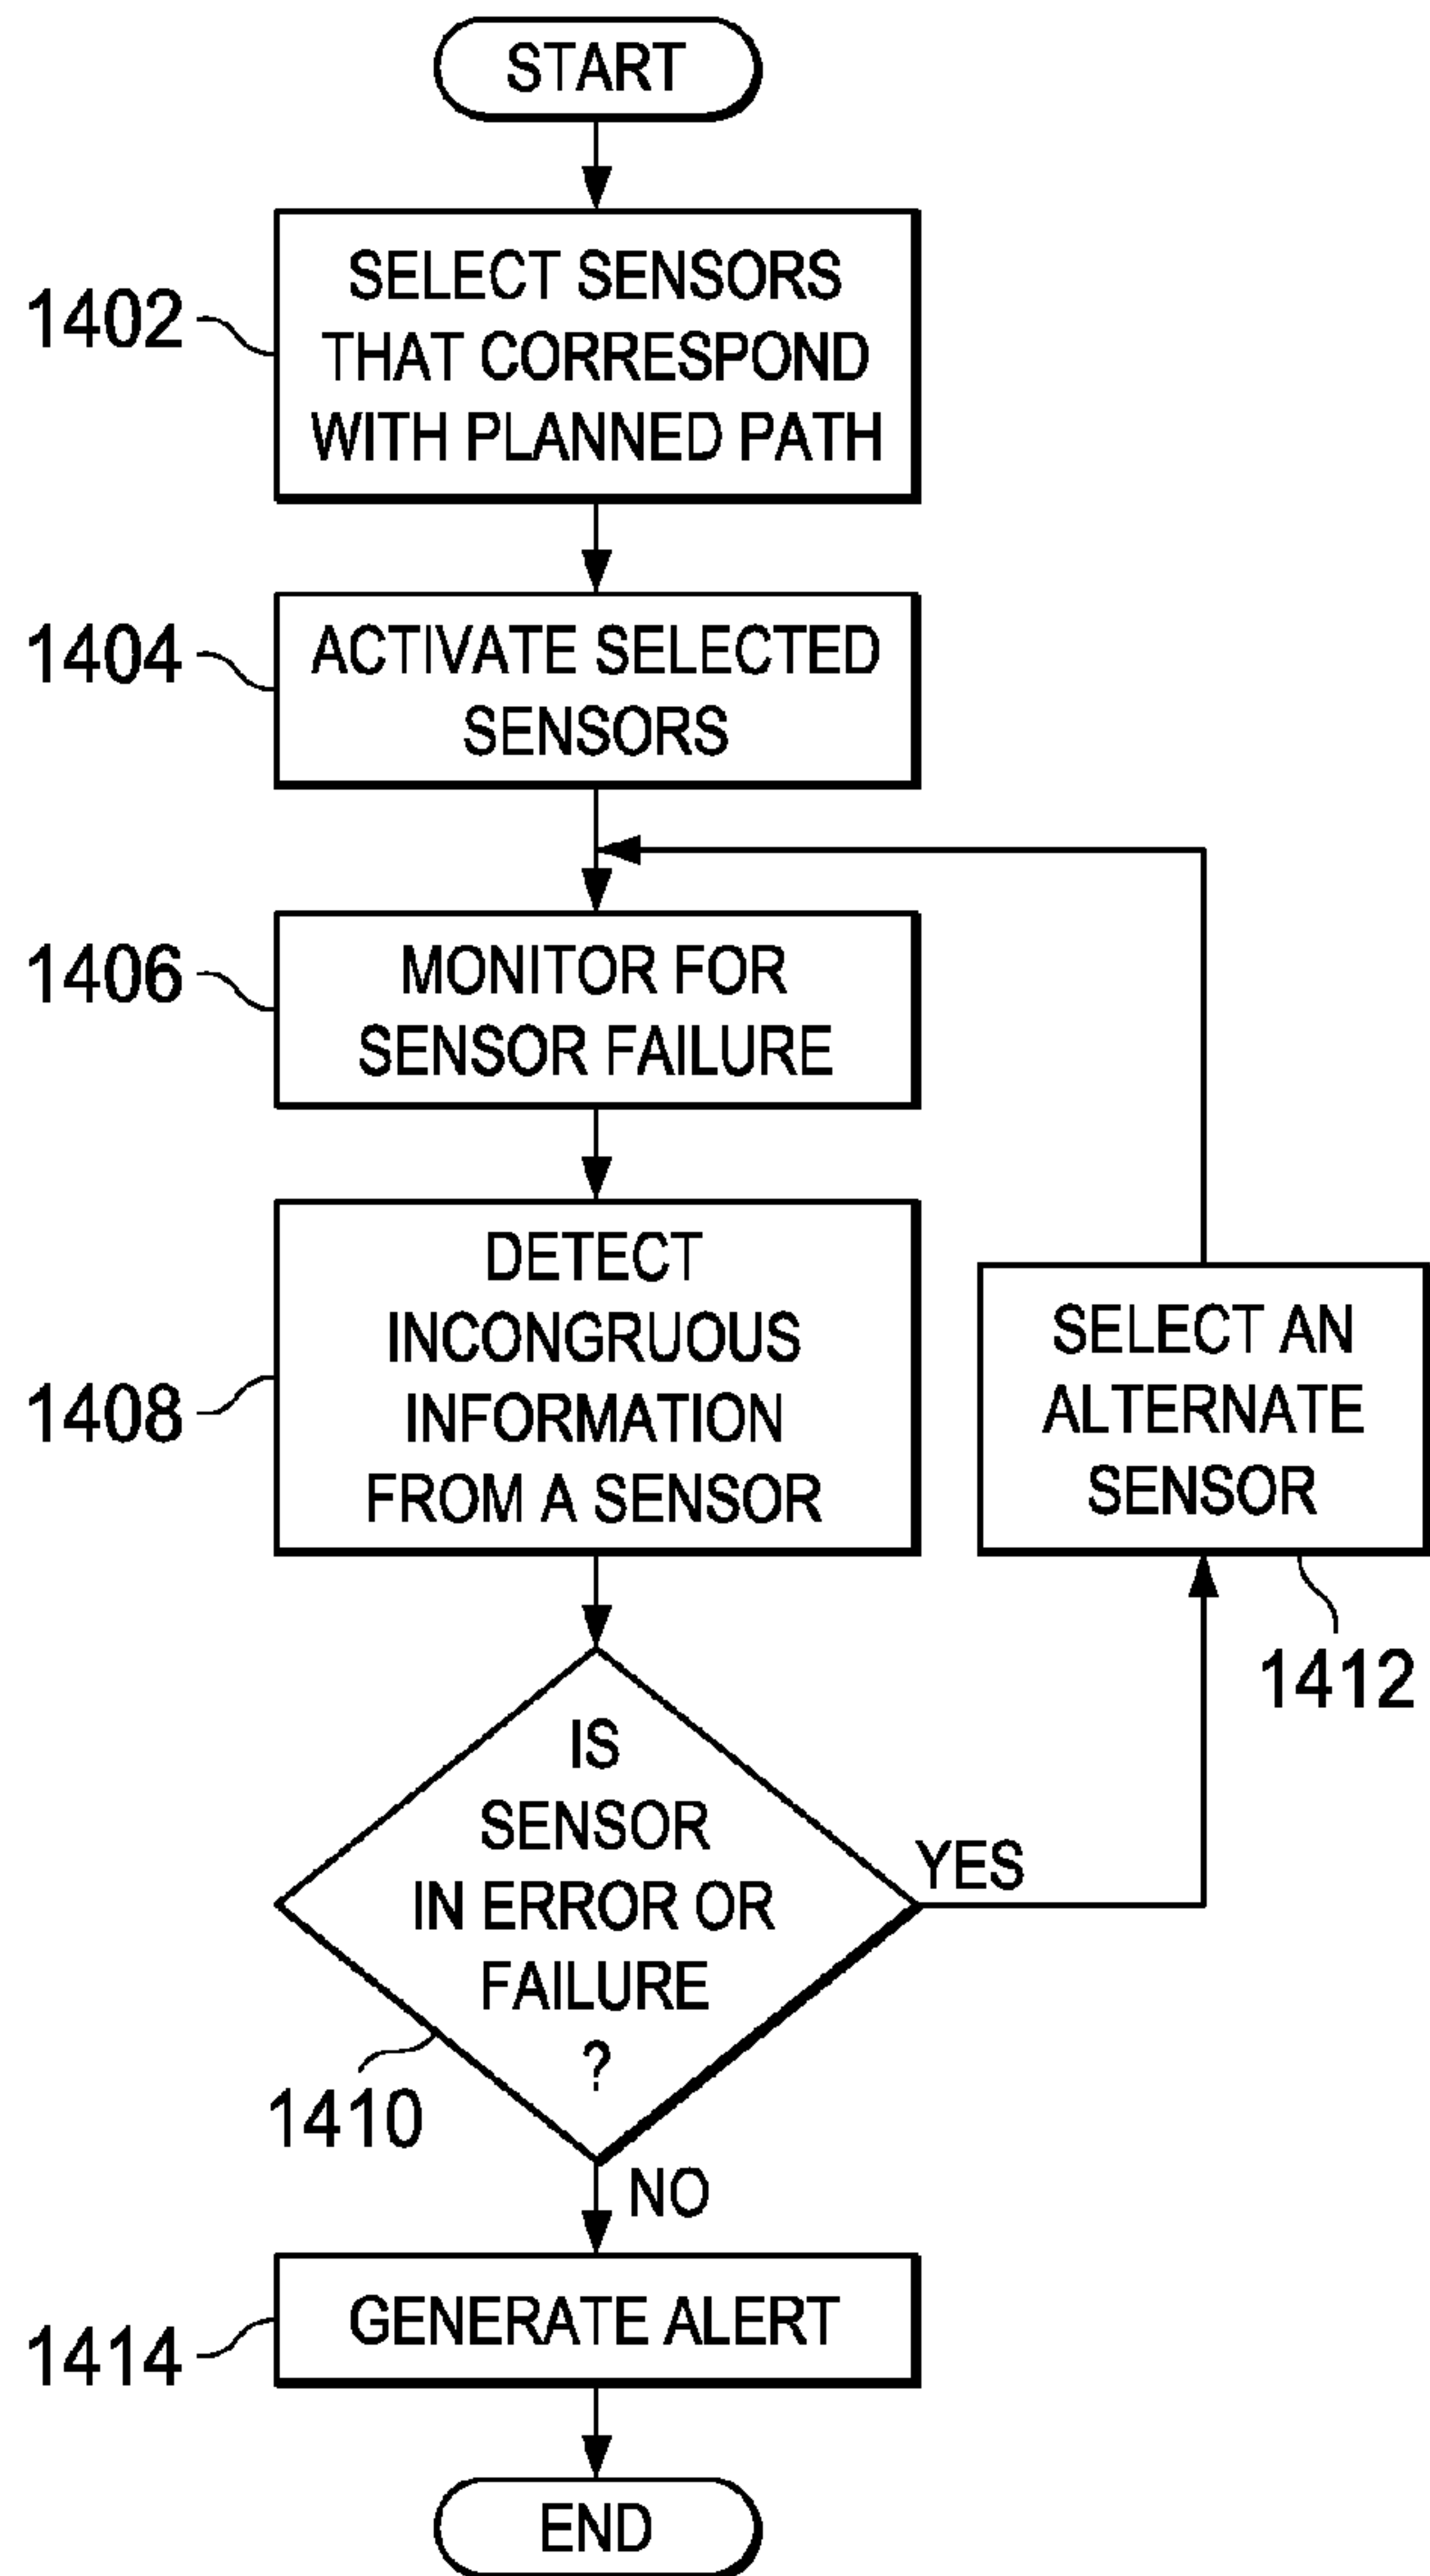 START
1402
SELECT SENSORS
THAT CORRESPOND
WITH PLANNED PATH
1404
ACTIVATE SELECTED
SENSORS
1406
MONITOR FOR
SENSOR FAILURE
1408
DETECT
INCONGRUOUS
INFORMATION
FROM A SENSOR
SELECT AN
ALTERNATE
SENSOR
1412
IS
SENSOR
IN ERROR OR
FAILURE
?
YES
1410
NO
1414
GENERATE ALERT
END